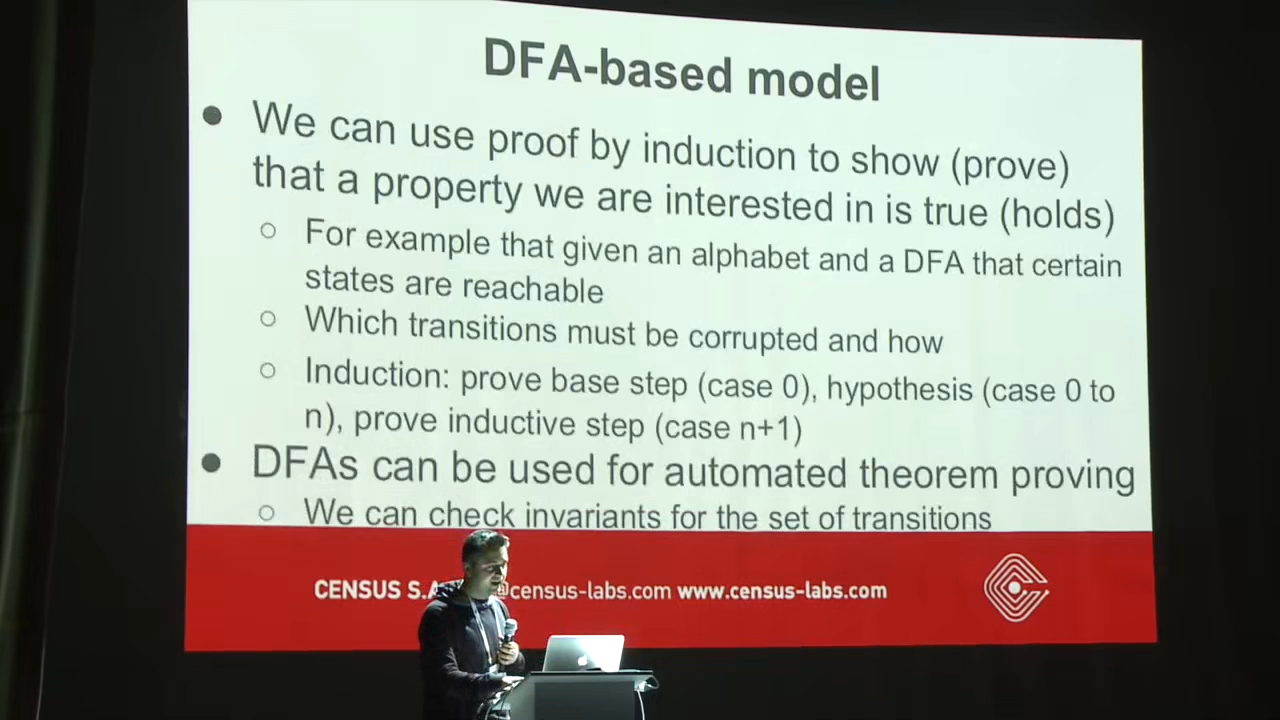 DFA-based model
● We can use proof by induction to show (prove)
that a property we are interested in is true (holds)
○ For example that given an alphabet and a DFA that certain
states are reachable
○ Which transitions must be corrupted and how
○ Induction: prove base step (case 0), hypothesis (case 0 to
n), prove inductive step (case n+1)
● DFAs can be used for automated theorem proving
○ We can check invariants for the set of transitions
CENSUS S.A @census-labs.com www.census-labs.com